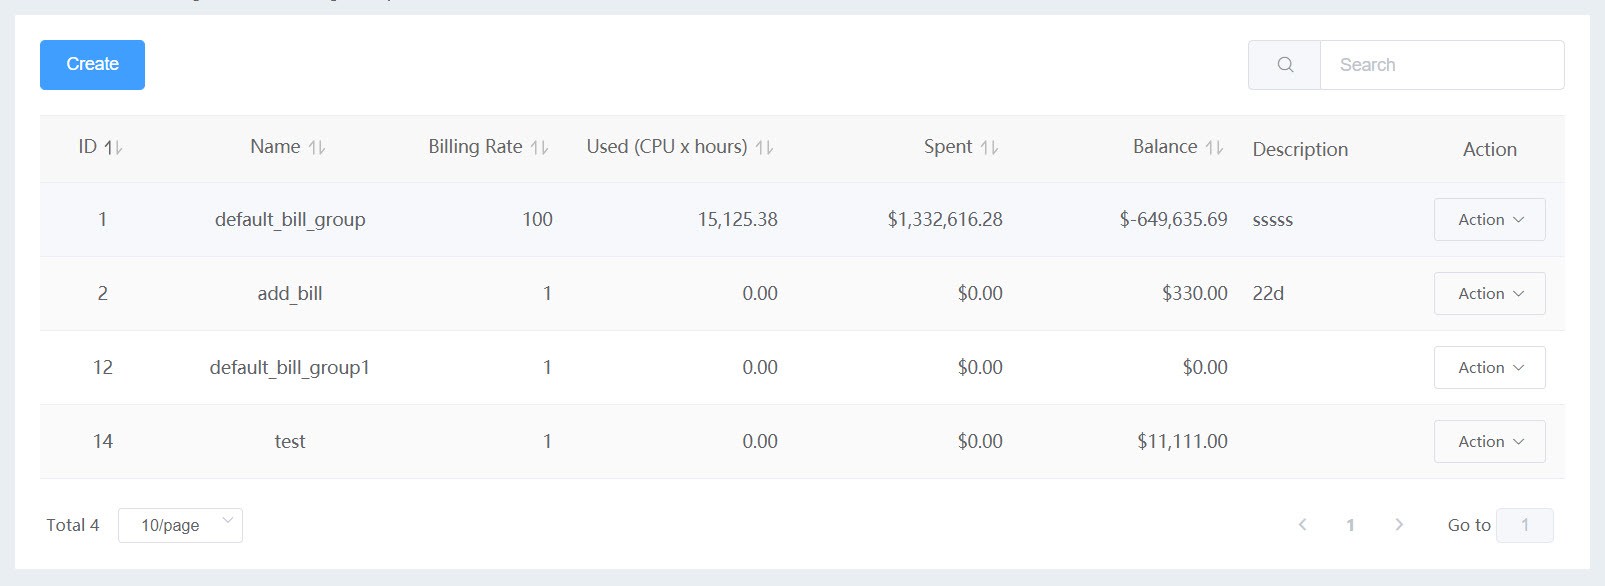 Create
Search
ID Name Billing Rate Used (CPU x hours) Spent Balance Description Action
1 default_bill_group 100 15,125.38 $1,332,616.28 $-649,635.69 sssss Action
2 add_bill 1 0.00 $0.00 $330.00 22d Action
12 default_bill_group1 1 0.00 $0.00 $0.00 Action
14 test 1 0.00 $0.00 $11,111.00 Action
Total 4 10/page 1 Go to 1